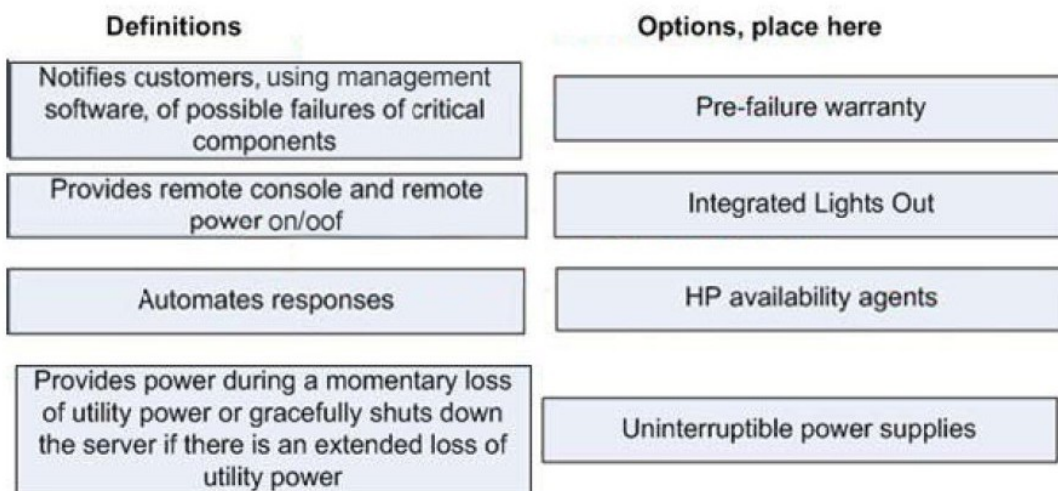 Definitions
Options, place here
Notifies customers, using management
software, of possible failures of critical
components
Pre-failure warranty
Provides remote console and remote
power on/oof
Integrated Lights Out
Automates responses
HP availability agents
Provides power during a momentary loss
of utility power or gracefully shuts down
the server if there is an extended loss of
utility power
Uninterruptible power supplies